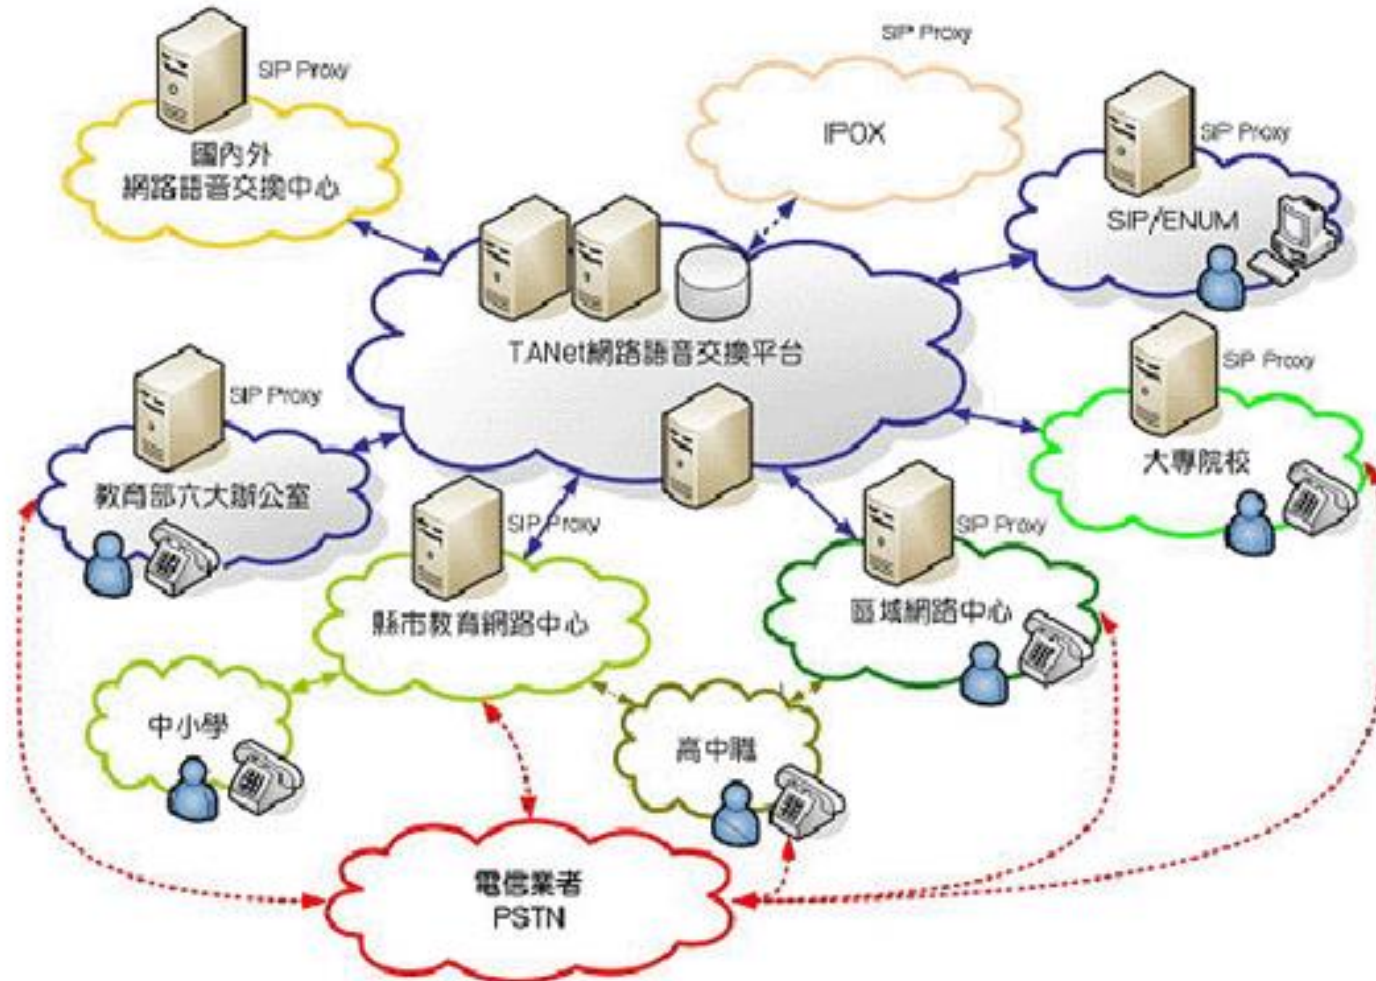 SIP Proxy
SIP Proxy
國內外
網路語音交換中心
IPOX
SIP Proxy
SIP/ENUM
TANet網路語音交換平台
SIP Proxy
SIP Proxy
教育部六大辦公室
大專院校
SIP Proxy
SIP Proxy
縣市教育網路中心
區域網路中心
中小學
高中職
電信業者
PSTN